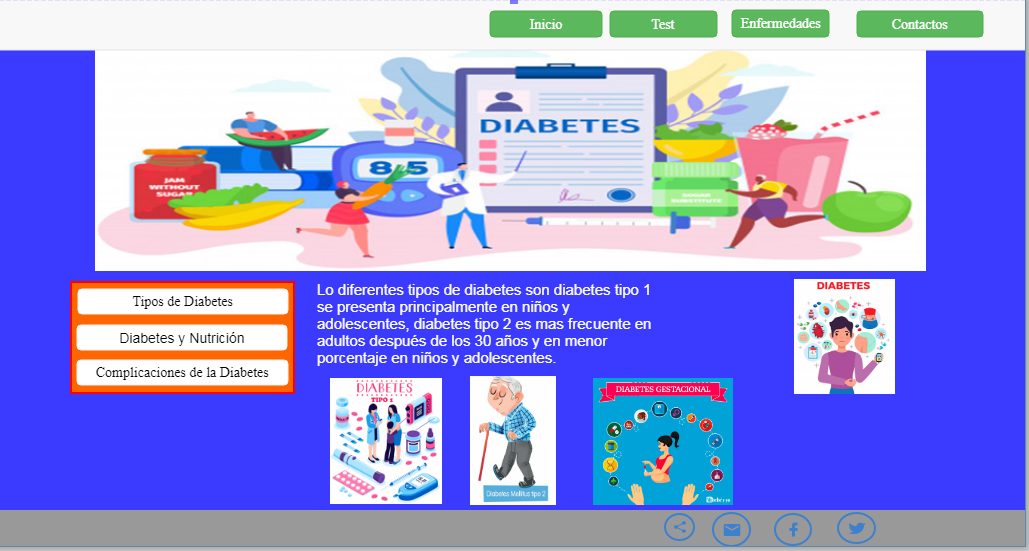 Inicio
Test
Enfermedades
Contactos
DIABETES
8.5
JAM
WITHOUT
SUGAR
SUGAR
SUBSTITUTE
Tipos de Diabetes
Diabetes y Nutrición
Complicaciones de la Diabetes
Lo diferentes tipos de diabetes son diabetes tipo 1
se presenta principalmente en niños y
adolescentes, diabetes tipo 2 es mas frecuente en
adultos después de los 30 años y en menor
porcentaje en niños y adolescentes.
DIABETES
DIABETES
TIPO 1
Diabetes Mellitus tipo 2
DIABETES GESTACIONAL